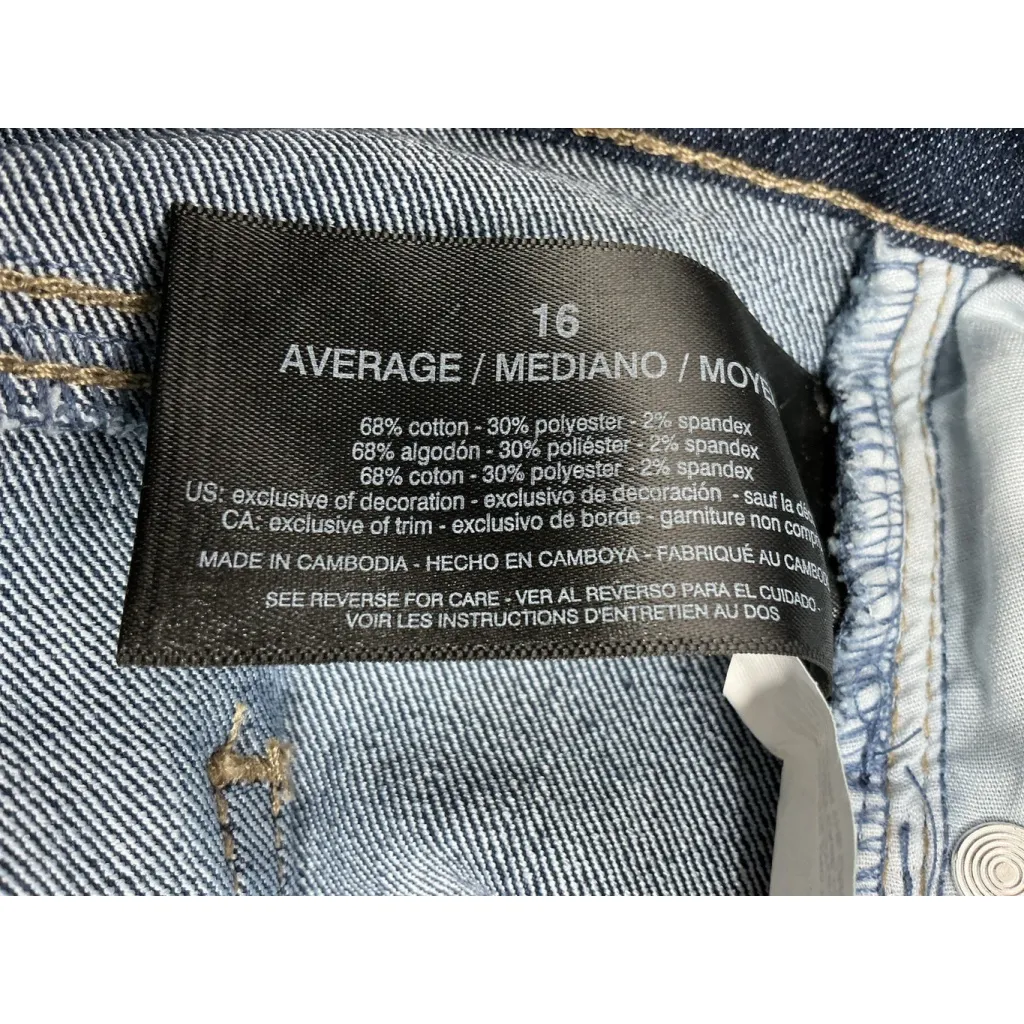 16
AVERAGE / MEDIANO /
68% cotton - 30% polyester - 2% spandex
68% algodón - 30% poliéster - 2% spandex
68% coton - 30% polyester - 2% spandex
US: exclusive of decoration - exclusivo de decoración - sauf la
CA: exclusive of trim - exclusivo de borde - garniture non
MADE IN CAMBODIA - HECHO EN CAMBOYA - FABRIQUÉ AU
SEE REVERSE FOR CARE - VER AL REVERSO PARA EL CUIDADO -
VOIR LES INSTRUCTIONS D'ENTRETIEN AU DOS